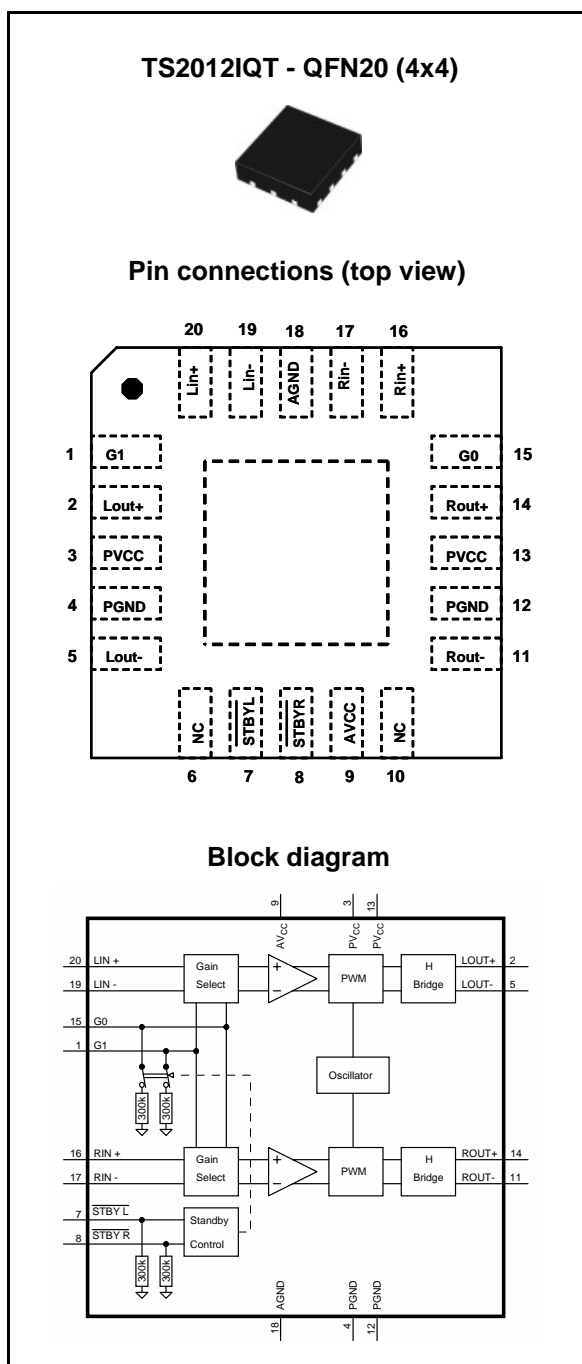 TS2012IQT - QFN20 (4x4)
Pin connections (top view)
20 19 18 17 16
Lin+ Lin- AGND Rin- Rin+
1 G1 G0 15
2 Lout+ Rout+ 14
3 PVCC PVCC 13
4 PGND PGND 12
5 Lout- Rout- 11
NC STBYL STBYR AVCC NC
6 7 8 9 10
Block diagram
9 3 13
AVCC PVCC PVCC
20 LIN + Gain Select + − PWM H Bridge LOUT+ 2
19 LIN - LOUT- 5
15 G0
1 G1
Oscillator
300k 300k
16 RIN + Gain Select + − PWM H Bridge ROUT+ 14
17 RIN - ROUT- 11
7 STBY L Standby Control
8 STBY R
300k 300k
AGND PGND PGND
18 4 12